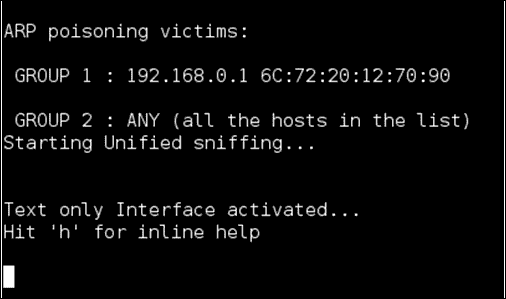 ARP poisoning victims:
GROUP 1 : 192.168.0.1 6C:72:20:12:70:90
GROUP 2 : ANY (all the hosts in the list)
Starting Unified sniffing...
Text only Interface activated...
Hit 'h' for inline help